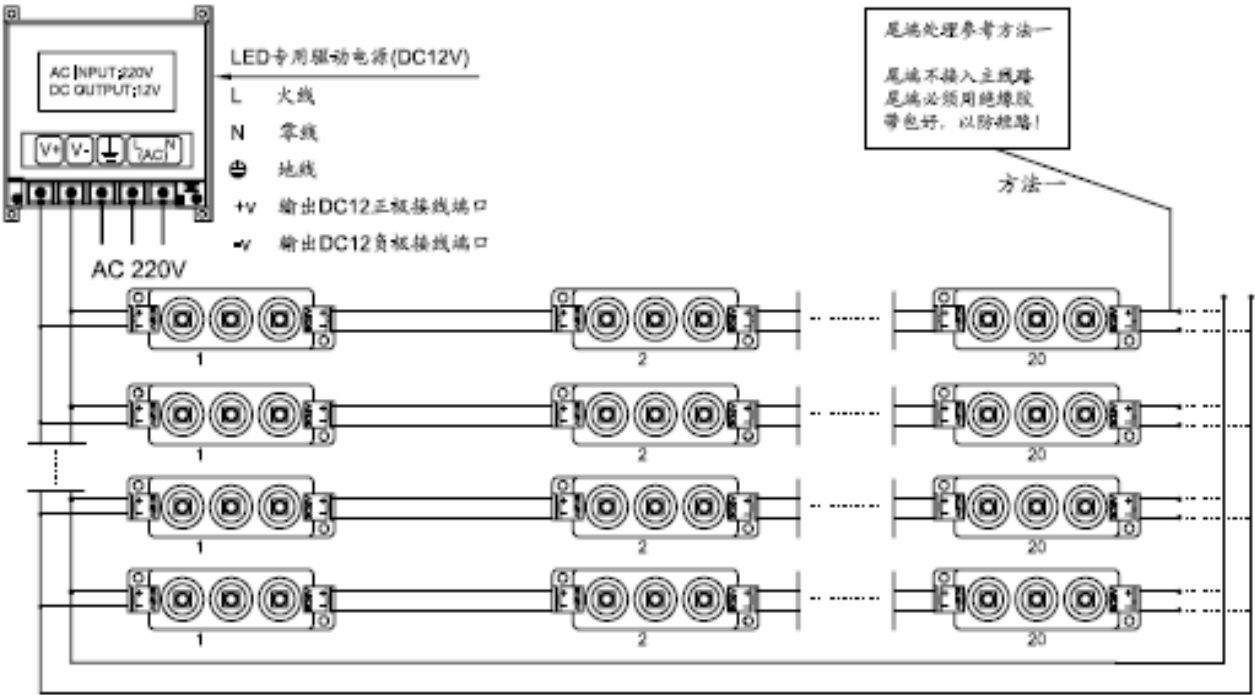 AC INPUT;220V
DC OUTPUT;12V
V+ V- L(AC)N
AC 220V
LED专用驱动电源(DC12V)
L 火线
N 零线
地线
+v 输出DC12正极接线端口
-v 输出DC12负极接线端口
尾端处理参考方法一
尾端不接入主线路
尾端必须用绝缘胶
带包好，以防短路！
方法一
1 2 20
1 2 20
1 2 20
1 2 20